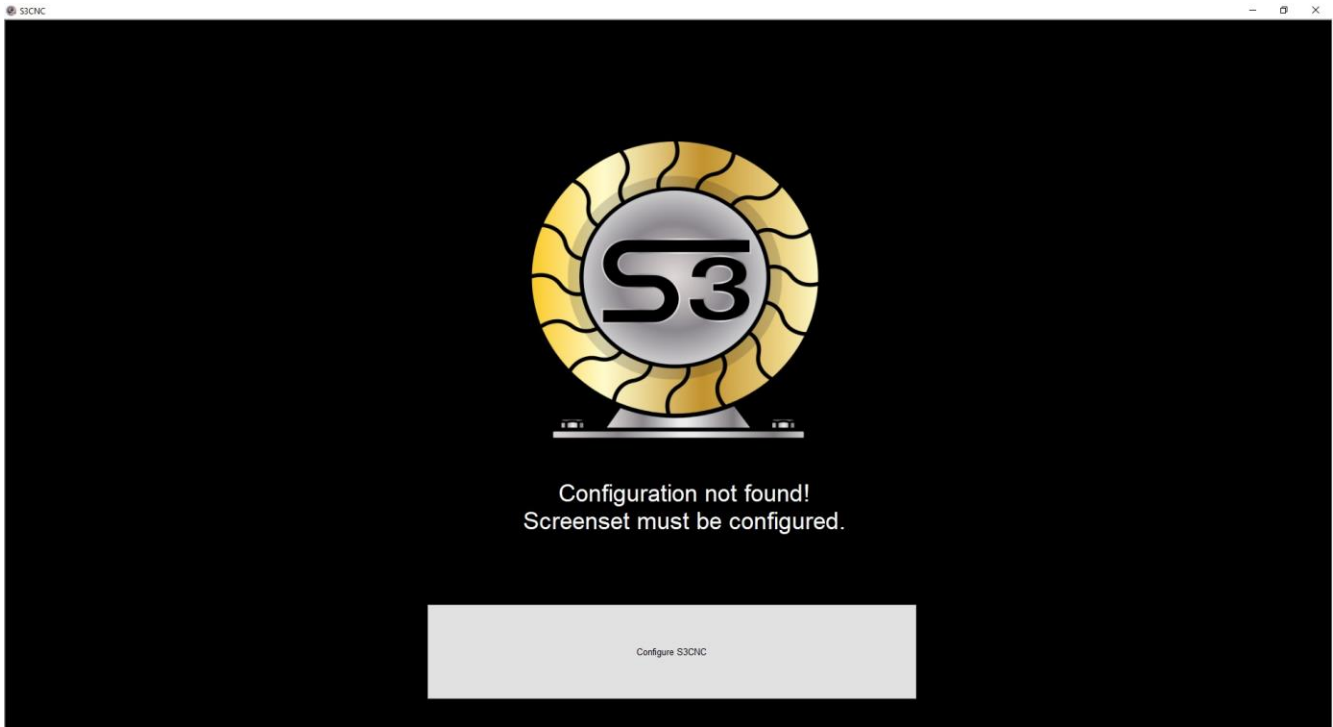 S3CNC
S3
Configuration not found!
Screenset must be configured.
Configure S3CNC